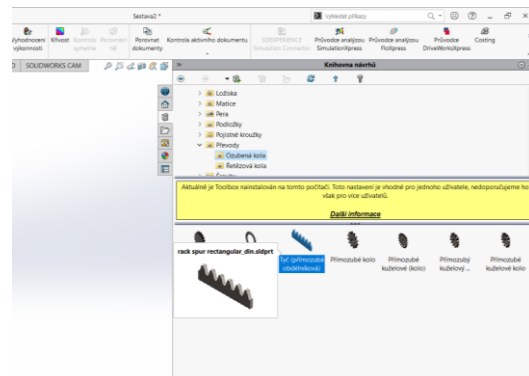 Sestava2 *
Vyhledat příkazy
Vyhodnocení výkonnosti
Křivost
Kontrola symetrie
Porovnání těl
Porovnat dokumenty
Kontrola aktivního dokumentu
3DEXPERIENCE Simulation Connector
Průvodce analýzou SimulationXpress
Průvodce analýzou FloXpress
Průvodce DriveWorksXpress
Costing
SOLIDWORKS CAM
Knihovna návrhů
Ložiska
Matice
Pera
Podložky
Pojistné kroužky
Převody
Ozubená kola
Řetězová kola
Aktuálně je Toolbox nainstalován na tomto počítači. Toto nastavení je vhodné pro jednoho uživatele, nedoporučujeme ho
však pro více uživatelů.
Další informace
rack spur rectangular_din.sldprt
Tyč (přímozubá obdélníková)
Přímozubé kolo
Přímozubé kuželové (kolo)
Přímozubý kuželový ...
Přímozubé kuželové kolo